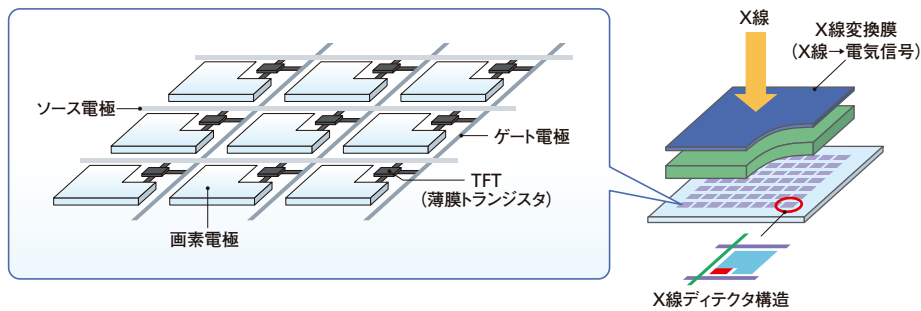 ソース電極
ゲート電極
TFT
(薄膜トランジスタ)
画素電極
X線
X線変換膜
(X線→電気信号)
X線ディテクタ構造